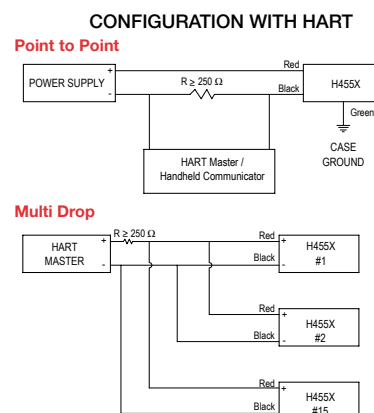 CONFIGURATION WITH HART
Point to Point
POWER SUPPLY
+
-
R ≥ 250 Ω
Red
Black
H455X
Green
CASE
GROUND
HART Master /
Handheld Communicator
Multi Drop
HART
MASTER
+
-
R ≥ 250 Ω
Red
Black
+
-
H455X
#1
Red
Black
+
-
H455X
#2
Red
Black
+
H455X
#15